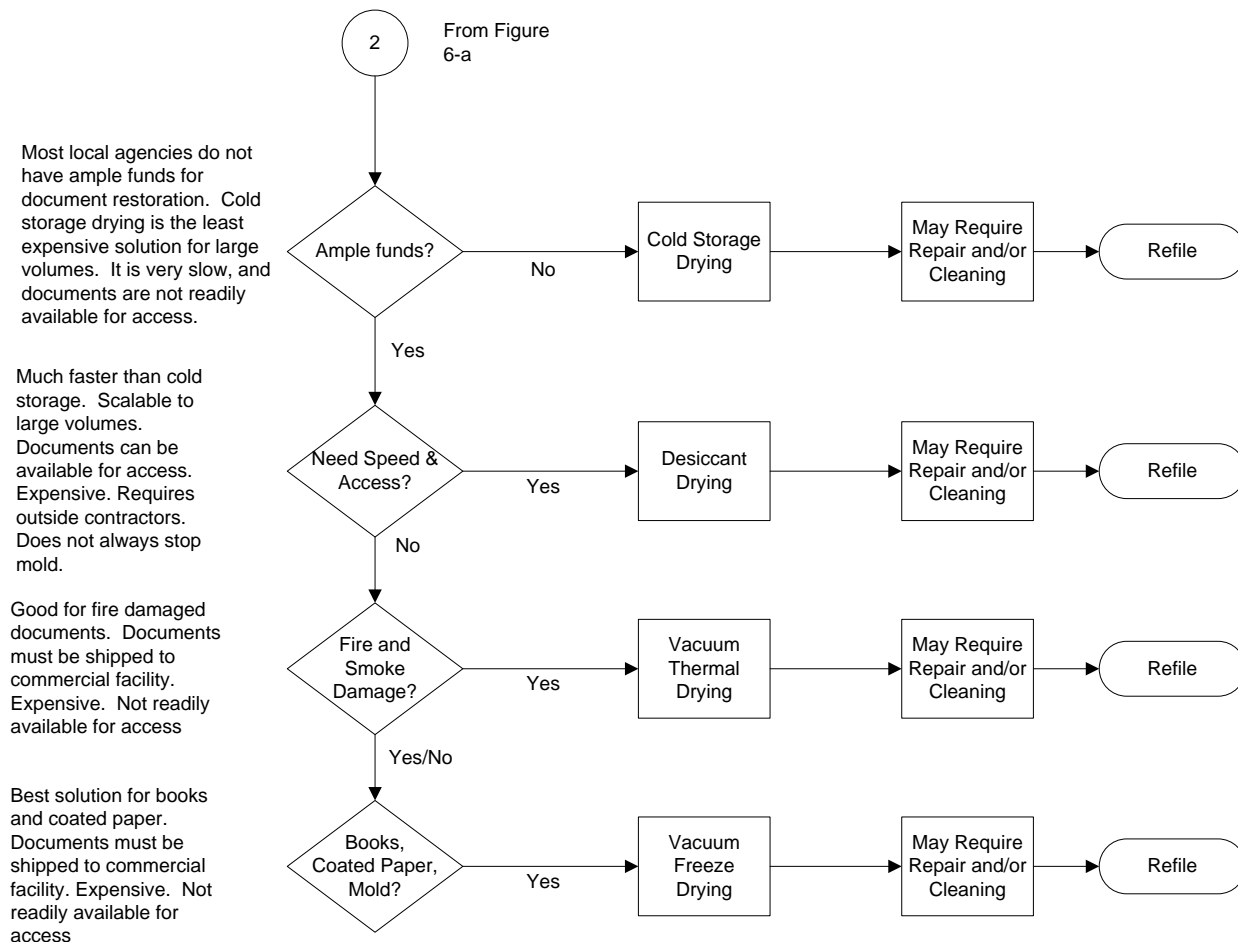 2
From Figure
6-a
Most local agencies do not
have ample funds for
document restoration. Cold
storage drying is the least
expensive solution for large
volumes. It is very slow, and
documents are not readily
available for access.
Ample funds?
No
Cold Storage
Drying
May Require
Repair and/or
Cleaning
Refile
Yes
Much faster than cold
storage. Scalable to
large volumes.
Documents can be
available for access.
Expensive. Requires
outside contractors.
Does not always stop
mold.
Need Speed &
Access?
Yes
Desiccant
Drying
May Require
Repair and/or
Cleaning
Refile
No
Good for fire damaged
documents. Documents
must be shipped to
commercial facility.
Expensive. Not readily
available for access
Fire and
Smoke
Damage?
Yes
Vacuum
Thermal
Drying
May Require
Repair and/or
Cleaning
Refile
Yes/No
Best solution for books
and coated paper.
Documents must be
shipped to commercial
facility. Expensive. Not
readily available for
access
Books,
Coated Paper,
Mold?
Yes
Vacuum
Freeze
Drying
May Require
Repair and/or
Cleaning
Refile